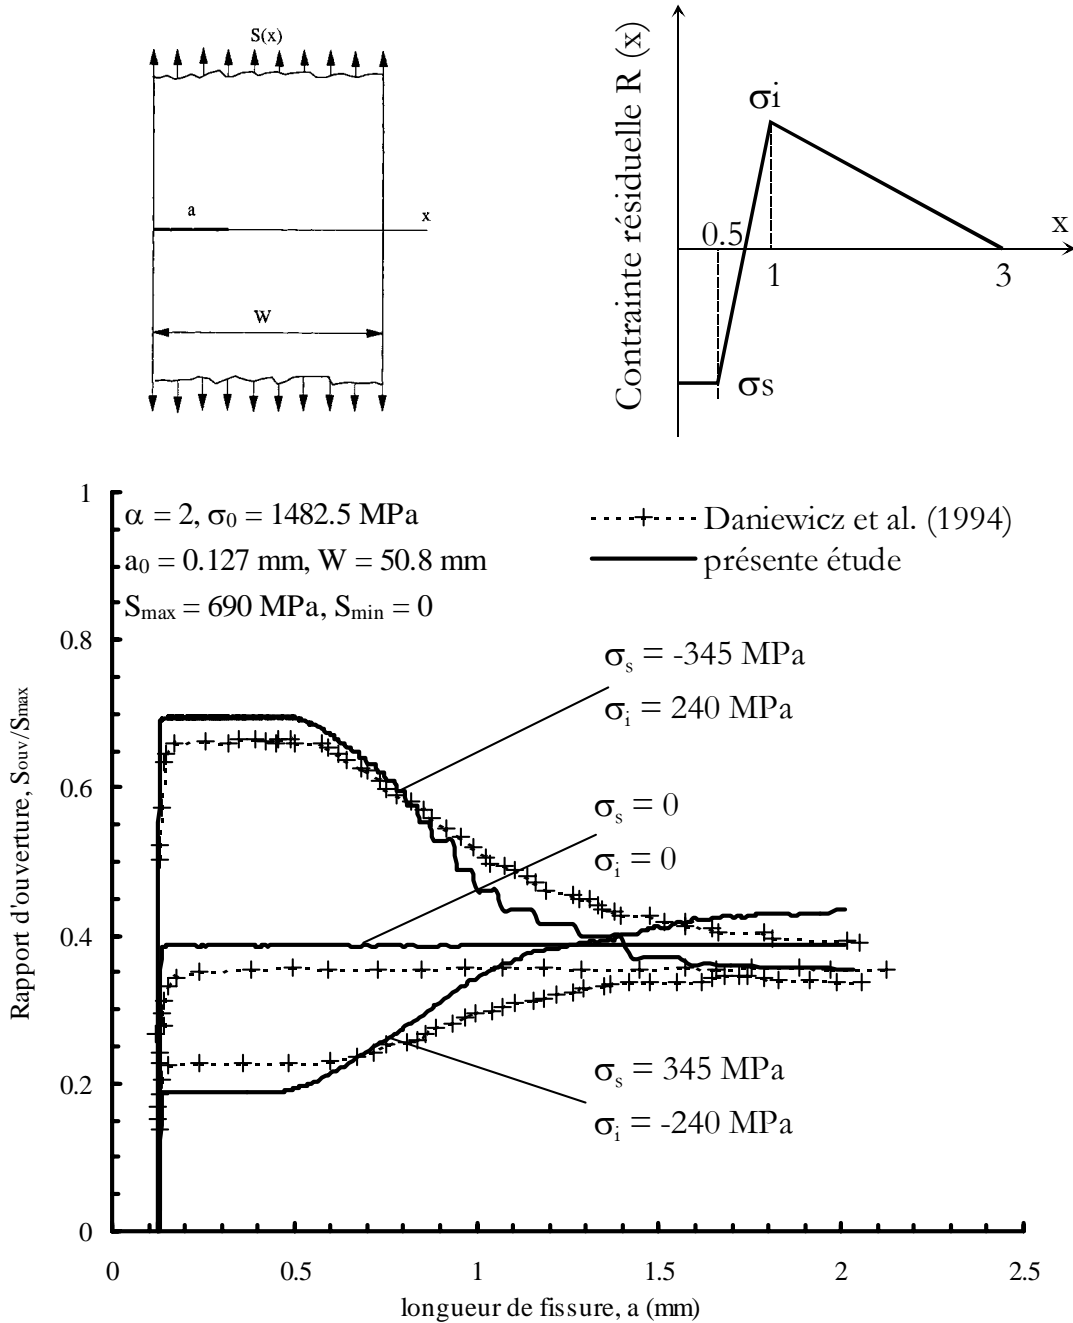 S(x)
a
x
W
Contrainte résiduelle R (x)
σi
0.5
x
1
3
σs
1
0.8
0.6
0.4
0.2
0
α = 2, σ0 = 1482.5 MPa
a0 = 0.127 mm, W = 50.8 mm
Smax = 690 MPa, Smin = 0
Daniewicz et al. (1994)
présente étude
σs = -345 MPa
σi = 240 MPa
σs = 0
σi = 0
σs = 345 MPa
σi = -240 MPa
Rapport d'ouverture, Souv/Smax
0
0.5
1
1.5
2
2.5
longueur de fissure, a (mm)